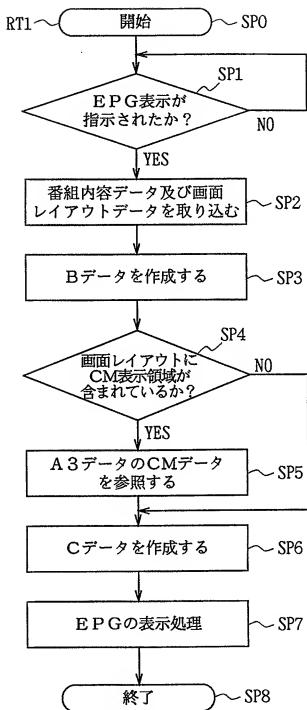 RT1
開始
SP0
EPG表示が
指示されたか?
SP1
NO
YES
番組内容データ及び画面
レイアウトデータを取り込む
SP2
Bデータを作成する
SP3
画面レイアウトに
CM表示領域が
含まれているか?
SP4
NO
YES
A3データのCMデータ
を参照する
SP5
Cデータを作成する
SP6
EPGの表示処理
SP7
終了
SP8